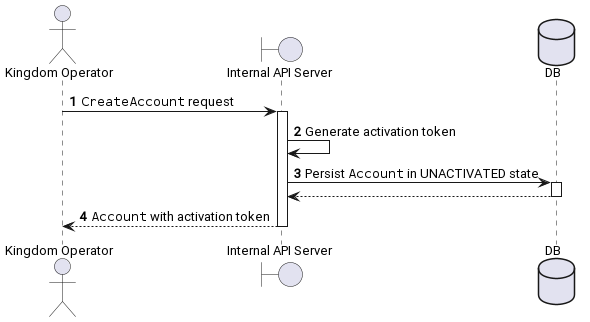 Kingdom Operator
Internal API Server
DB
1 CreateAccount request
2 Generate activation token
3 Persist Account in UNACTIVATED state
4 Account with activation token
Kingdom Operator
Internal API Server
DB